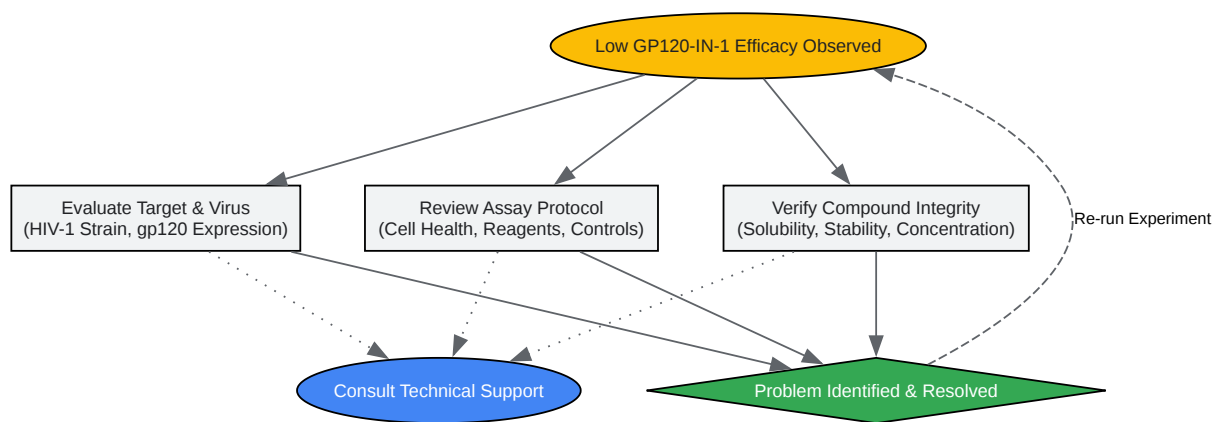 Low GP120-IN-1 Efficacy Observed
Evaluate Target & Virus
(HIV-1 Strain, gp120 Expression)
Review Assay Protocol
(Cell Health, Reagents, Controls)
Verify Compound Integrity
(Solubility, Stability, Concentration)
Re-run Experiment
Consult Technical Support
Problem Identified & Resolved